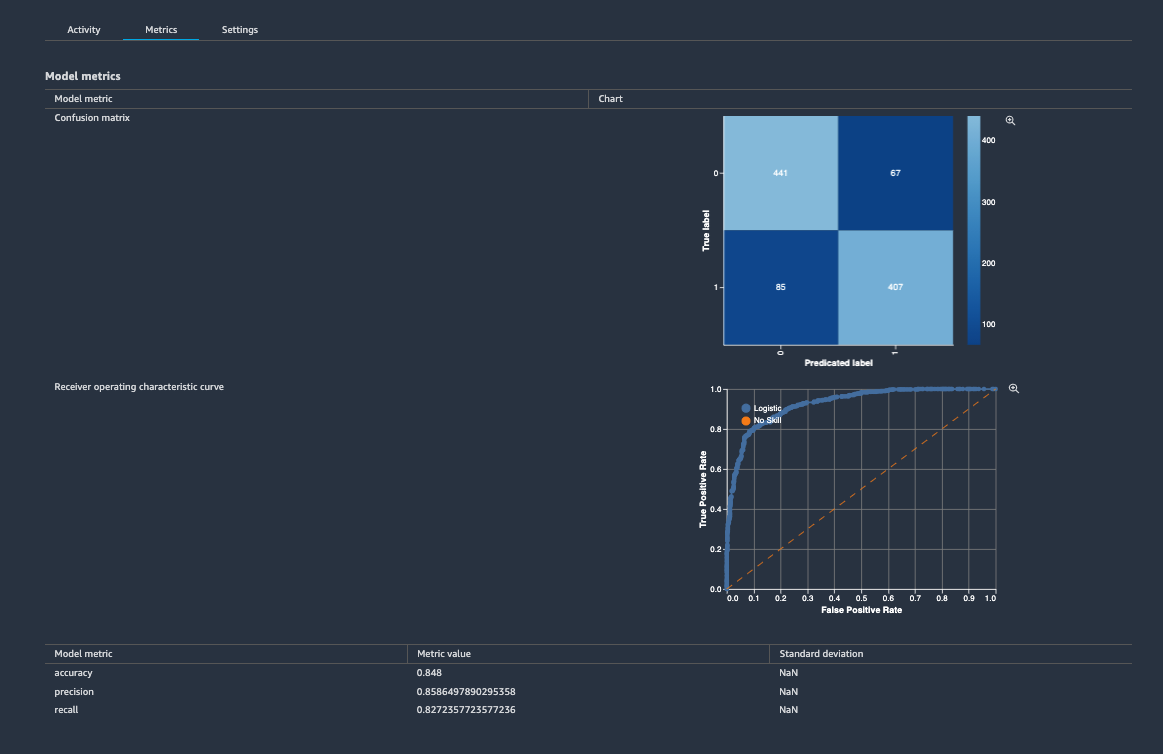 Activity Metrics Settings
Model metrics
Model metric Chart
Confusion matrix
441 67
85 407
0
1
True label
0 1
Predicated label
400
300
200
100
Receiver operating characteristic curve
Logistic
No Skill
1.0
0.8
0.6
0.4
0.2
0.0
True Positive Rate
0.0 0.1 0.2 0.3 0.4 0.5 0.6 0.7 0.8 0.9 1.0
False Positive Rate
Model metric Metric value Standard deviation
accuracy 0.848 NaN
precision 0.8586497890295358 NaN
recall 0.8272357723577236 NaN